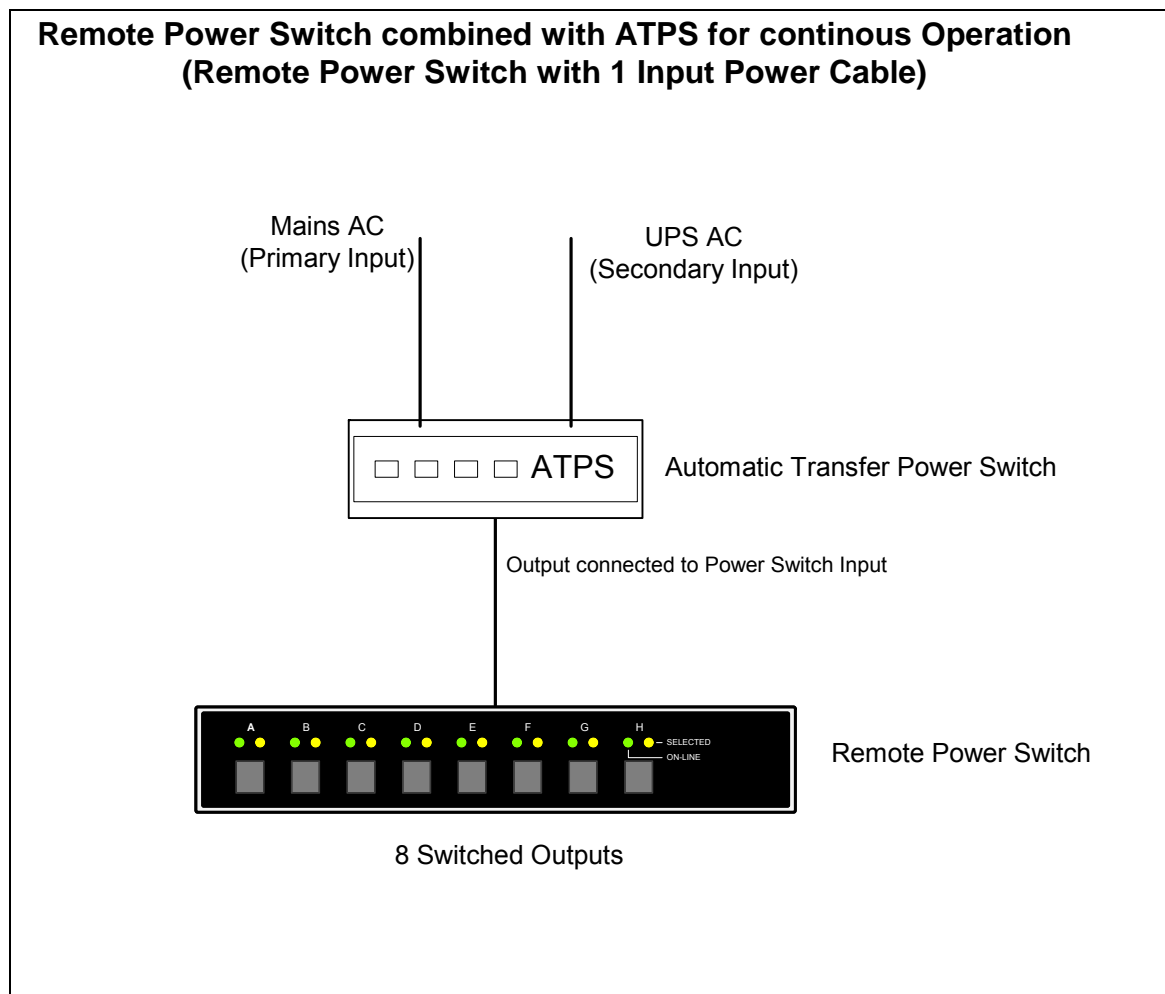 Remote Power Switch combined with ATPS for continous Operation
(Remote Power Switch with 1 Input Power Cable)
Mains AC
(Primary Input)
UPS AC
(Secondary Input)
ATPS
Automatic Transfer Power Switch
Output connected to Power Switch Input
A B C D E F G H
SELECTED
ON-LINE
Remote Power Switch
8 Switched Outputs